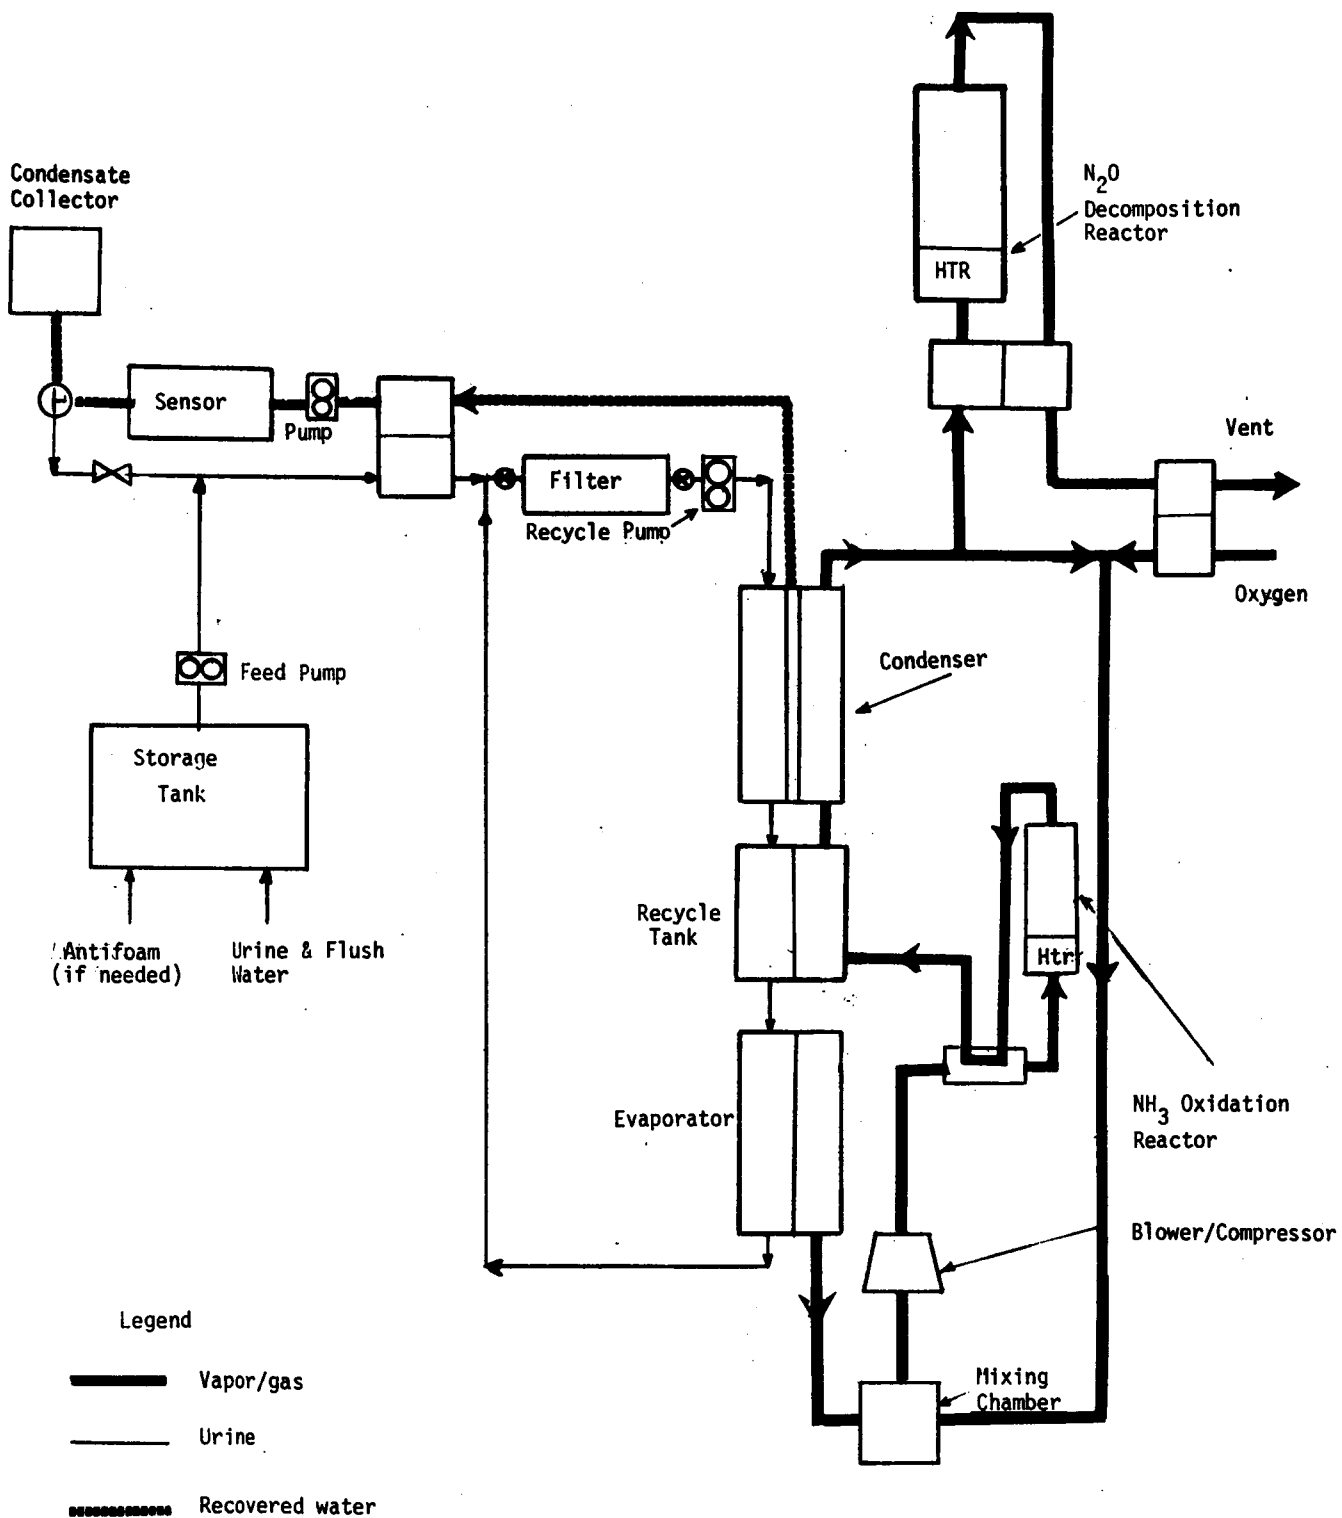 N2O
Decomposition
Reactor
HTR
Condensate
Collector
Sensor
Pump
Filter
Recycle Pump
Vent
Oxygen
Condenser
Feed Pump
Storage
Tank
Antifoam
(if needed)
Urine & Flush
Water
Recycle
Tank
Htr
Evaporator
NH3 Oxidation
Reactor
Blower/Compressor
Mixing
Chamber
Legend
Vapor/gas
Urine
Recovered water